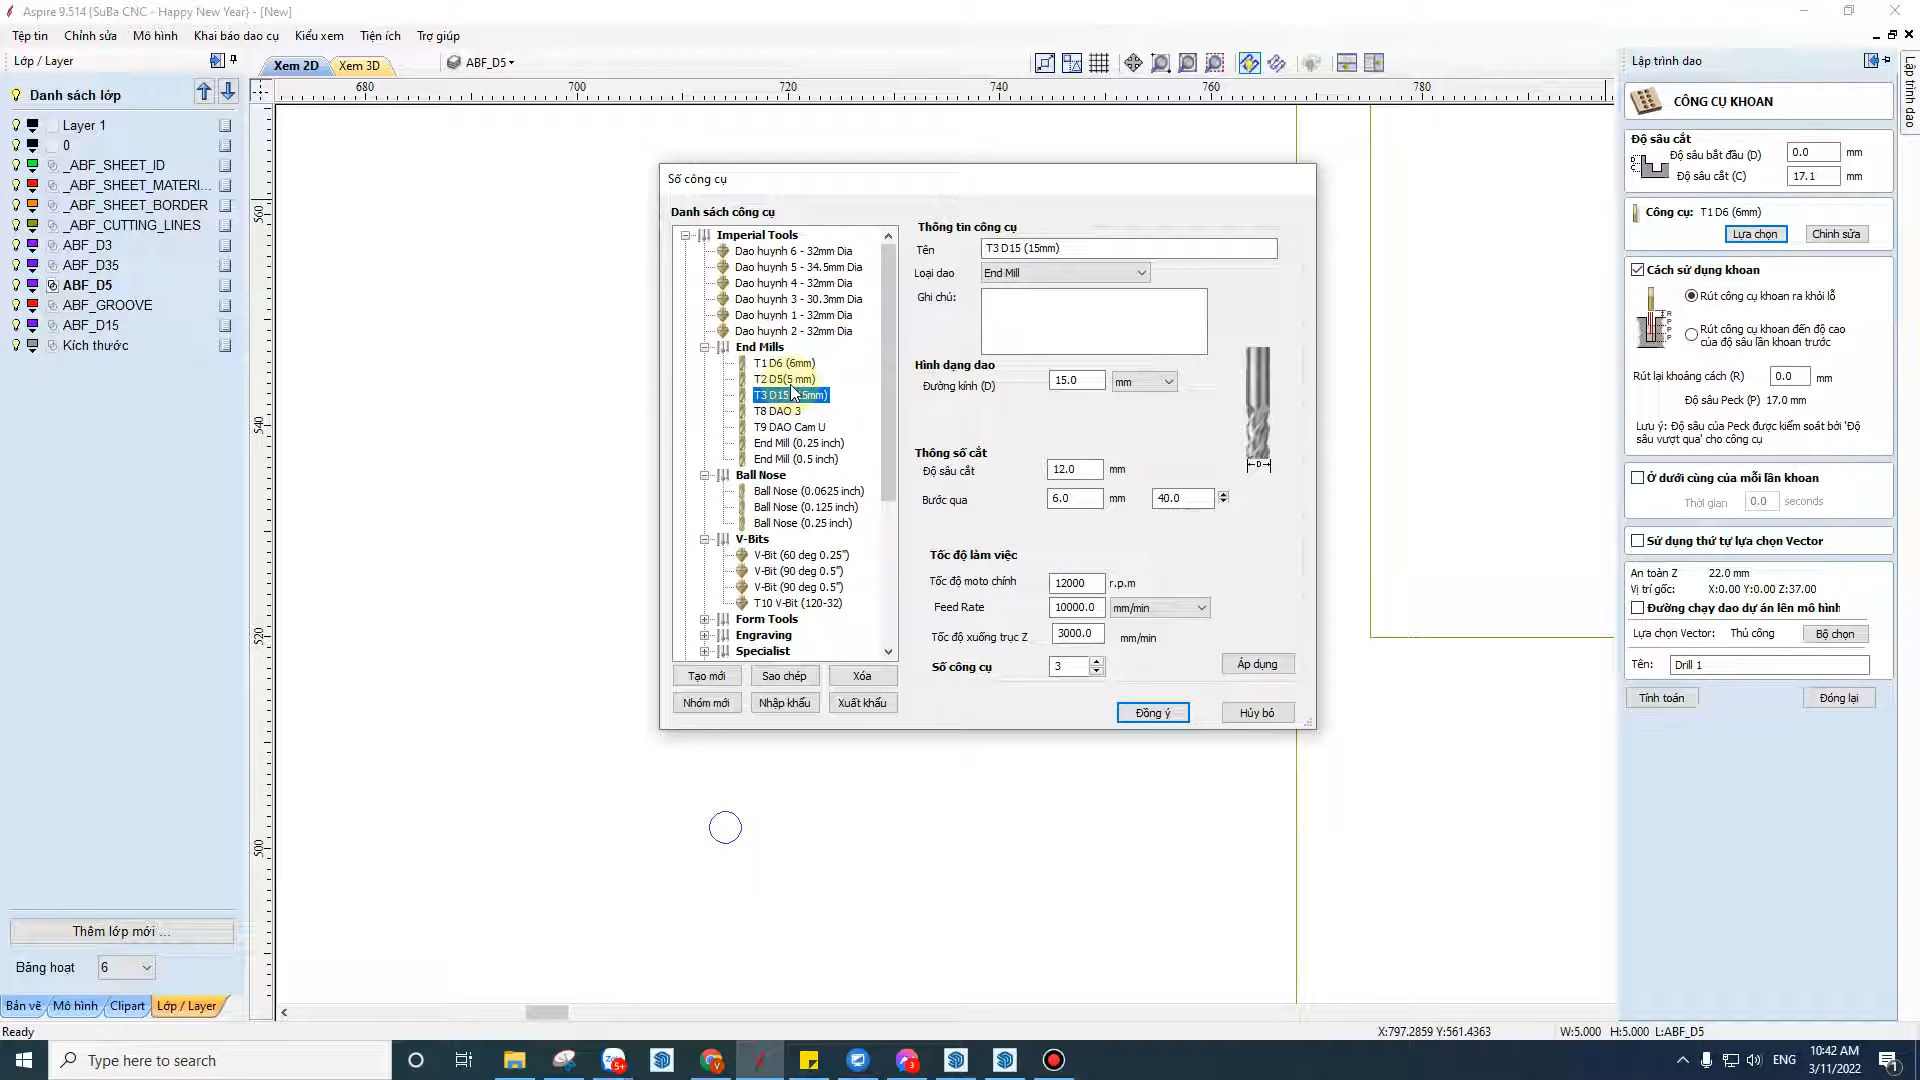 Aspire 9.514 {SuBa CNC - Happy New Year} - [New]
Tệp tin Chỉnh sửa Mô hình Khai báo dao cụ Kiểu xem Tiện ích Trợ giúp
Lớp / Layer
Xem 2D Xem 3D ABF_D5
Danh sách lớp
Layer 1
0
_ABF_SHEET_ID
_ABF_SHEET_MATERI...
_ABF_SHEET_BORDER
_ABF_CUTTING_LINES
ABF_D3
ABF_D35
ABF_D5
ABF_GROOVE
ABF_D15
Kích thước
Thêm lớp mới ...
Bảng hoạt 6
Bản vẽ Mô hình Clipart Lớp / Layer
680 700 720 740 760 780
560
540
520
500
Sổ công cụ
Danh sách công cụ
Imperial Tools
Dao huynh 6 - 32mm Dia
Dao huynh 5 - 34.5mm Dia
Dao huynh 4 - 32mm Dia
Dao huynh 3 - 30.3mm Dia
Dao huynh 1 - 32mm Dia
Dao huynh 2 - 32mm Dia
End Mills
T1 D6 (6mm)
T2 D5(5 mm)
T3 D15 5mm)
T8 DAO 3
T9 DAO Cam U
End Mill (0.25 inch)
End Mill (0.5 inch)
Ball Nose
Ball Nose (0.0625 inch)
Ball Nose (0.125 inch)
Ball Nose (0.25 inch)
V-Bits
V-Bit (60 deg 0.25")
V-Bit (90 deg 0.5")
V-Bit (90 deg 0.5")
T10 V-Bit (120-32)
Form Tools
Engraving
Specialist
Tạo mới Sao chép Xóa
Nhóm mới Nhập khẩu Xuất khẩu
Thông tin công cụ
Tên T3 D15 (15mm)
Loại dao End Mill
Ghi chú:
Hình dạng dao
Đường kính (D) 15.0 mm
D
Thông số cắt
Độ sâu cắt 12.0 mm
Bước qua 6.0 mm 40.0
Tốc độ làm việc
Tốc độ moto chính 12000 r.p.m
Feed Rate 10000.0 mm/min
Tốc độ xuống trục Z 3000.0 mm/min
Số công cụ 3
Áp dụng
Đồng ý Hủy bỏ
Lập trình dao
Lập trình dao
CÔNG CỤ KHOAN
Độ sâu cắt
Độ sâu bắt đầu (D) 0.0 mm
Độ sâu cắt (C) 17.1 mm
Công cụ: T1 D6 (6mm)
Lựa chọn Chỉnh sửa
Cách sử dụng khoan
Rút công cụ khoan ra khỏi lỗ
Rút công cụ khoan đến độ cao
của độ sâu lần khoan trước
Rút lại khoảng cách (R) 0.0 mm
Độ sâu Peck (P) 17.0 mm
Lưu ý: Độ sâu của Peck được kiểm soát bởi 'Độ
sâu vượt qua' cho công cụ
Ở dưới cùng của mỗi lần khoan
Thời gian 0.0 seconds
Sử dụng thứ tự lựa chọn Vector
An toàn Z 22.0 mm
Vị trí gốc: X:0.00 Y:0.00 Z:37.00
Đường chạy dao dự án lên mô hình
Lựa chọn Vector: Thủ công Bộ chọn
Tên: Drill 1
Tính toán Đóng lại
Ready X:797.2859 Y:561.4363 W:5.000 H:5.000 L:ABF_D5
Type here to search
5+
3
ENG
10:42 AM
3/11/2022
1